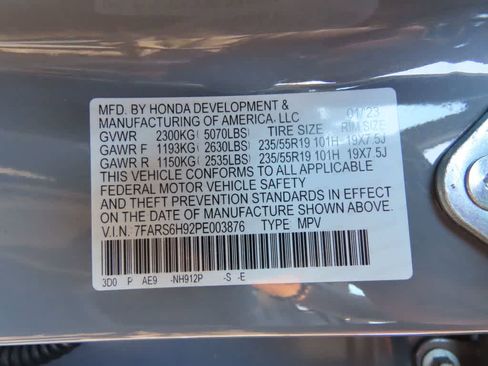 MFD. BY HONDA DEVELOPMENT &
MANUFACTURING OF AMERICA, LLC 01/23
GVWR 2300KG ( 5070LBS) TIRE SIZE RIM SIZE
GAWR F 1193KG ( 2630LBS) 235/55R19 101H 19X7.5J
GAWR R 1150KG ( 2535LBS) 235/55R19 101H 19X7.5J
THIS VEHICLE CONFORMS TO ALL APPLICABLE
FEDERAL MOTOR VEHICLE SAFETY
AND THEFT PREVENTION STANDARDS IN EFFECT
ON THE DATE OF MANUFACTURE SHOWN ABOVE.
V.I.N. 7FARS6H92PE003876 TYPE MPV
3D0 P AE9 -NH912P -S -E